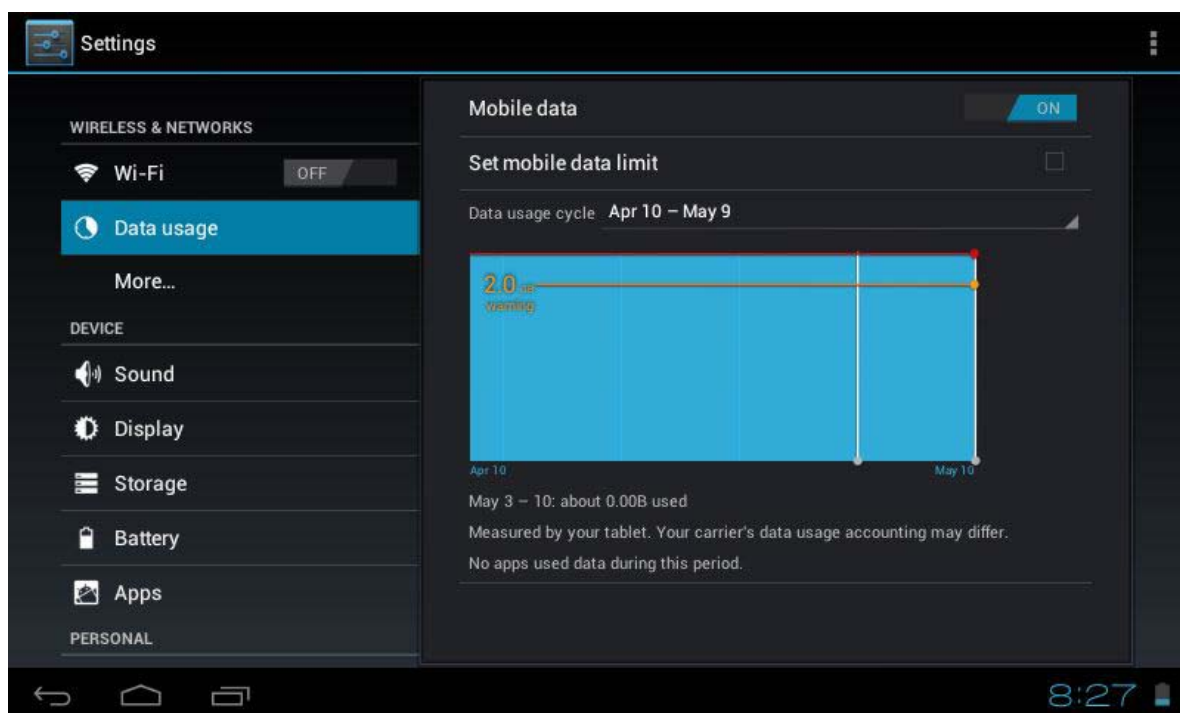 Settings
WIRELESS & NETWORKS
Wi-Fi OFF
Data usage
More...
DEVICE
Sound
Display
Storage
Battery
Apps
PERSONAL
Mobile data ON
Set mobile data limit
Data usage cycle Apr 10 – May 9
2.0 GB
warning
Apr 10 May 10
May 3 – 10: about 0.00B used
Measured by your tablet. Your carrier's data usage accounting may differ.
No apps used data during this period.
8:27